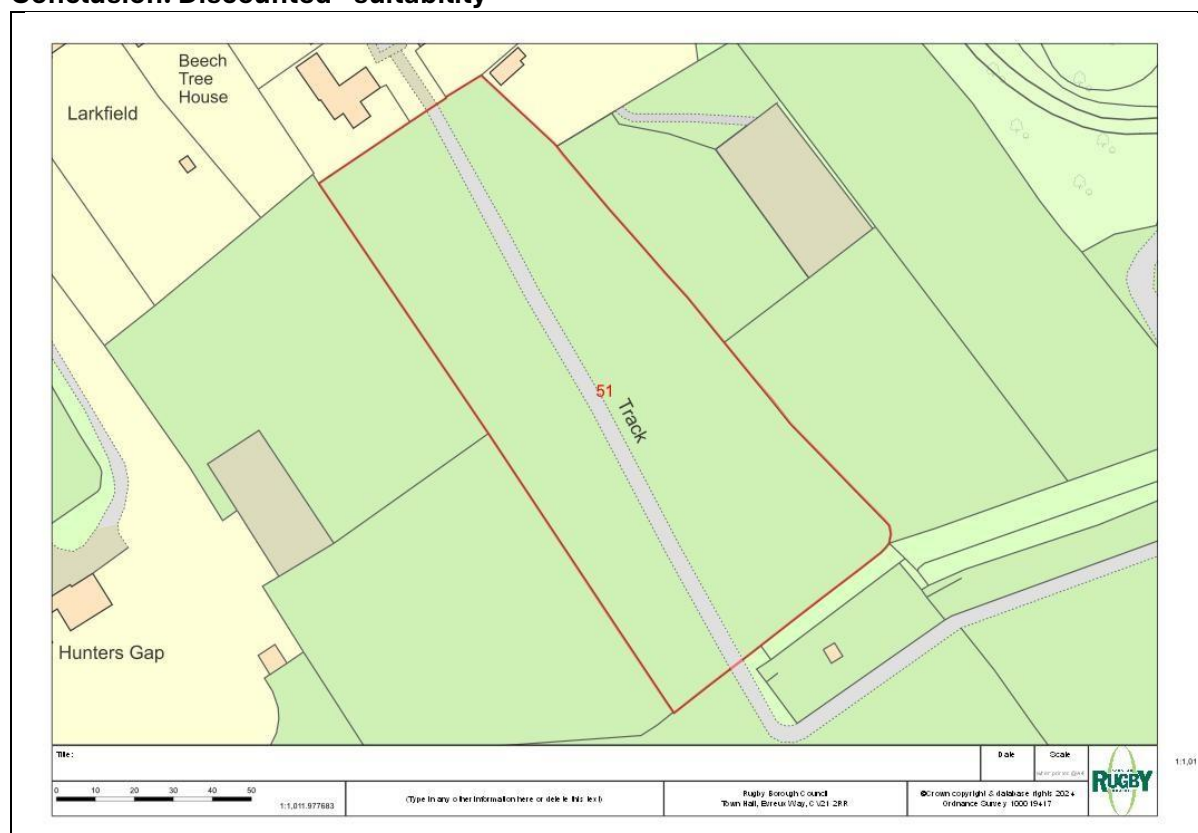 Conclusion: Discounted - suitability
Beech
Tree
House
Larkfield
51
Track
Hunters Gap
Title:
Date
Scale
0 10 20 30 40 50
1:1,011.977683
(Type in any other information here or delete this text)
Rugby Borough Council
Town Hall, Evreux Way, CV21 2RR
©Crown copyright & database rights 2024
Ordnance Survey 100019417
RUGBY
1:1,01